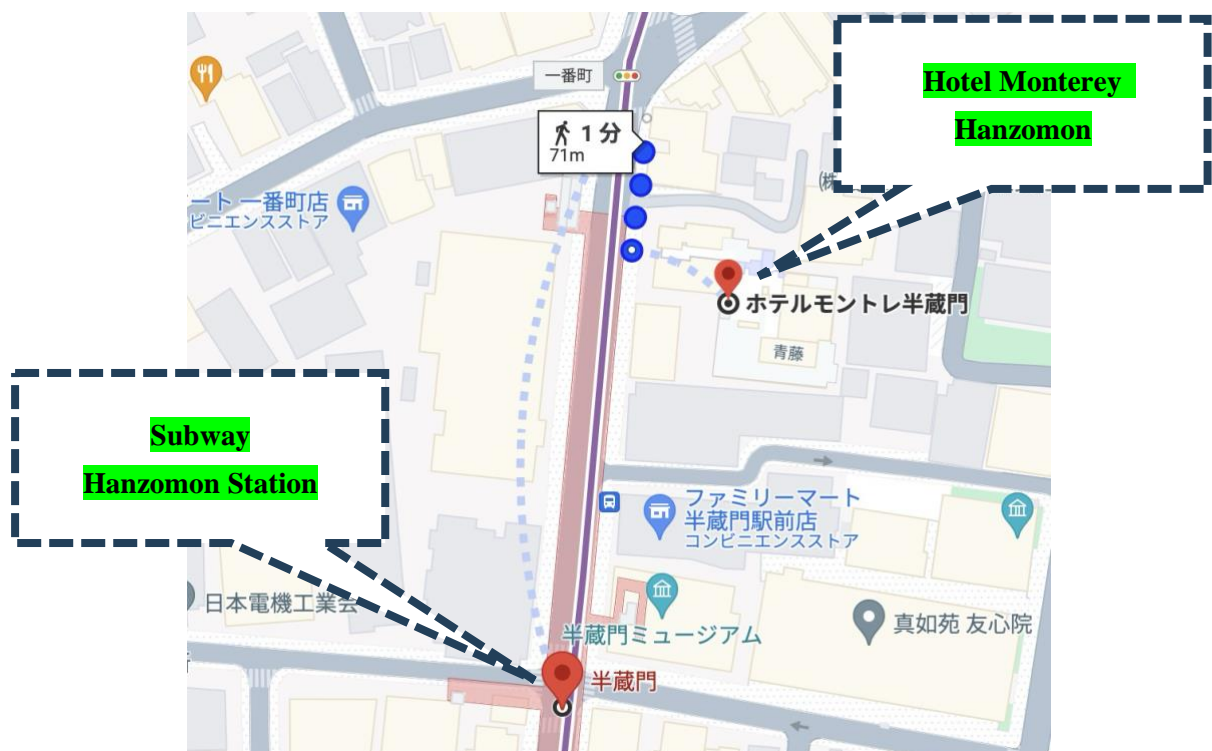 一番町
Hotel Monterey
Hanzomon
1 分
71m
(株
ート 一番町店
ビニエンスストア
ホテルモントレ半蔵門
青藤
Subway
Hanzomon Station
ファミリーマート
半蔵門駅前店
コンビニエンスストア
日本電機工業会
半蔵門ミュージアム
真如苑 友心院
半蔵門